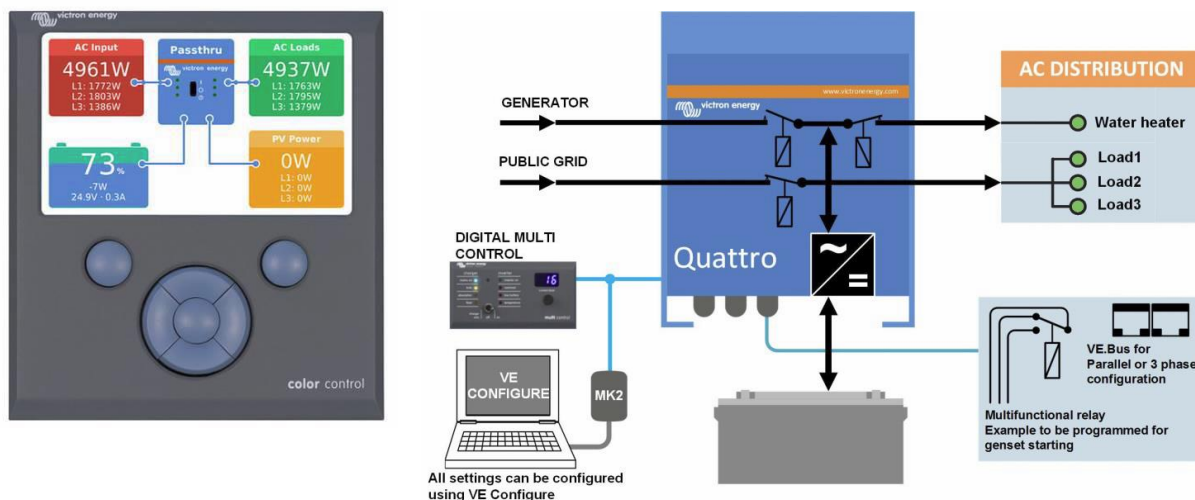 victron energy
AC Input
4961W
L1: 1772W
L2: 1803W
L3: 1386W
Passthru
victron energy
AC Loads
4937W
L1: 1763W
L2: 1795W
L3: 1379W
73%
-7W
24.9V · 0.3A
PV Power
0W
L1: 0W
L2: 0W
L3: 0W
color control
www.victronenergy.com
victron energy
GENERATOR
PUBLIC GRID
Quattro
AC DISTRIBUTION
Water heater
Load1
Load2
Load3
DIGITAL MULTI
CONTROL
victron energy
16
multi control
VE
CONFIGURE
MK2
All settings can be configured
using VE Configure
VE.Bus for
Parallel or 3 phase
configuration
Multifunctional relay
Example to be programmed for
genset starting